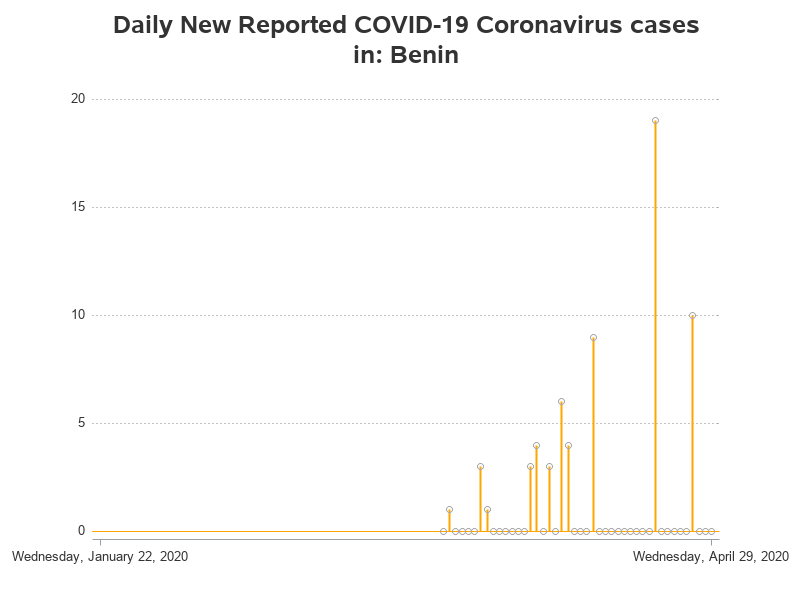 Daily New Reported COVID-19 Coronavirus cases
in: Benin
20
15
10
5
0
Wednesday, January 22, 2020
Wednesday, April 29, 2020